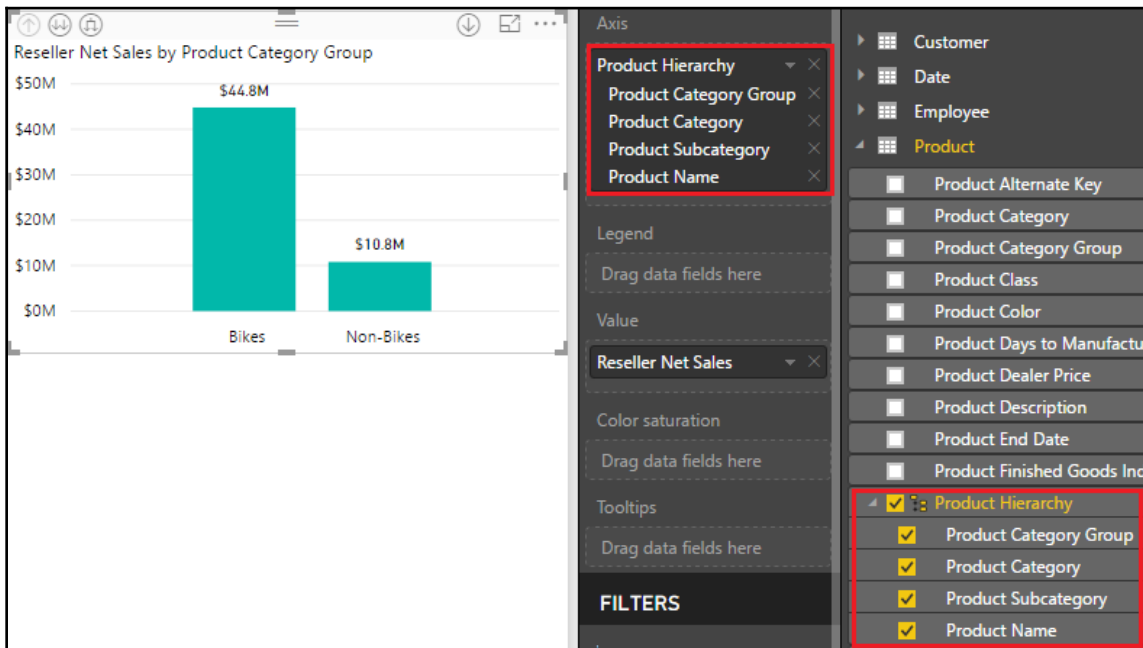 Reseller Net Sales by Product Category Group
$50M
$44.8M
$40M
$30M
$20M
$10.8M
$10M
$0M
Bikes Non-Bikes
Axis
Product Hierarchy
Product Category Group
Product Category
Product Subcategory
Product Name
Legend
Drag data fields here
Value
Reseller Net Sales
Color saturation
Drag data fields here
Tooltips
Drag data fields here
FILTERS
Customer
Date
Employee
Product
Product Alternate Key
Product Category
Product Category Group
Product Class
Product Color
Product Days to Manufactu
Product Dealer Price
Product Description
Product End Date
Product Finished Goods Ind
Product Hierarchy
Product Category Group
Product Category
Product Subcategory
Product Name